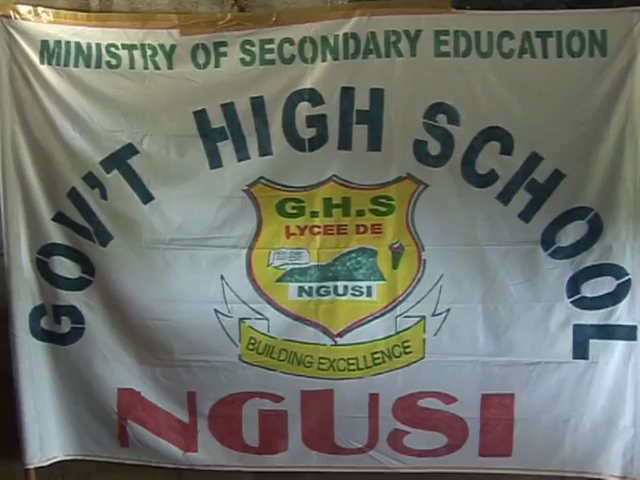 MINISTRY OF SECONDARY EDUCATION
GOV'T HIGH SCHOOL
G.H.S
LYCEE DE
NGUSI
BUILDING EXCELLENCE
NGUSI